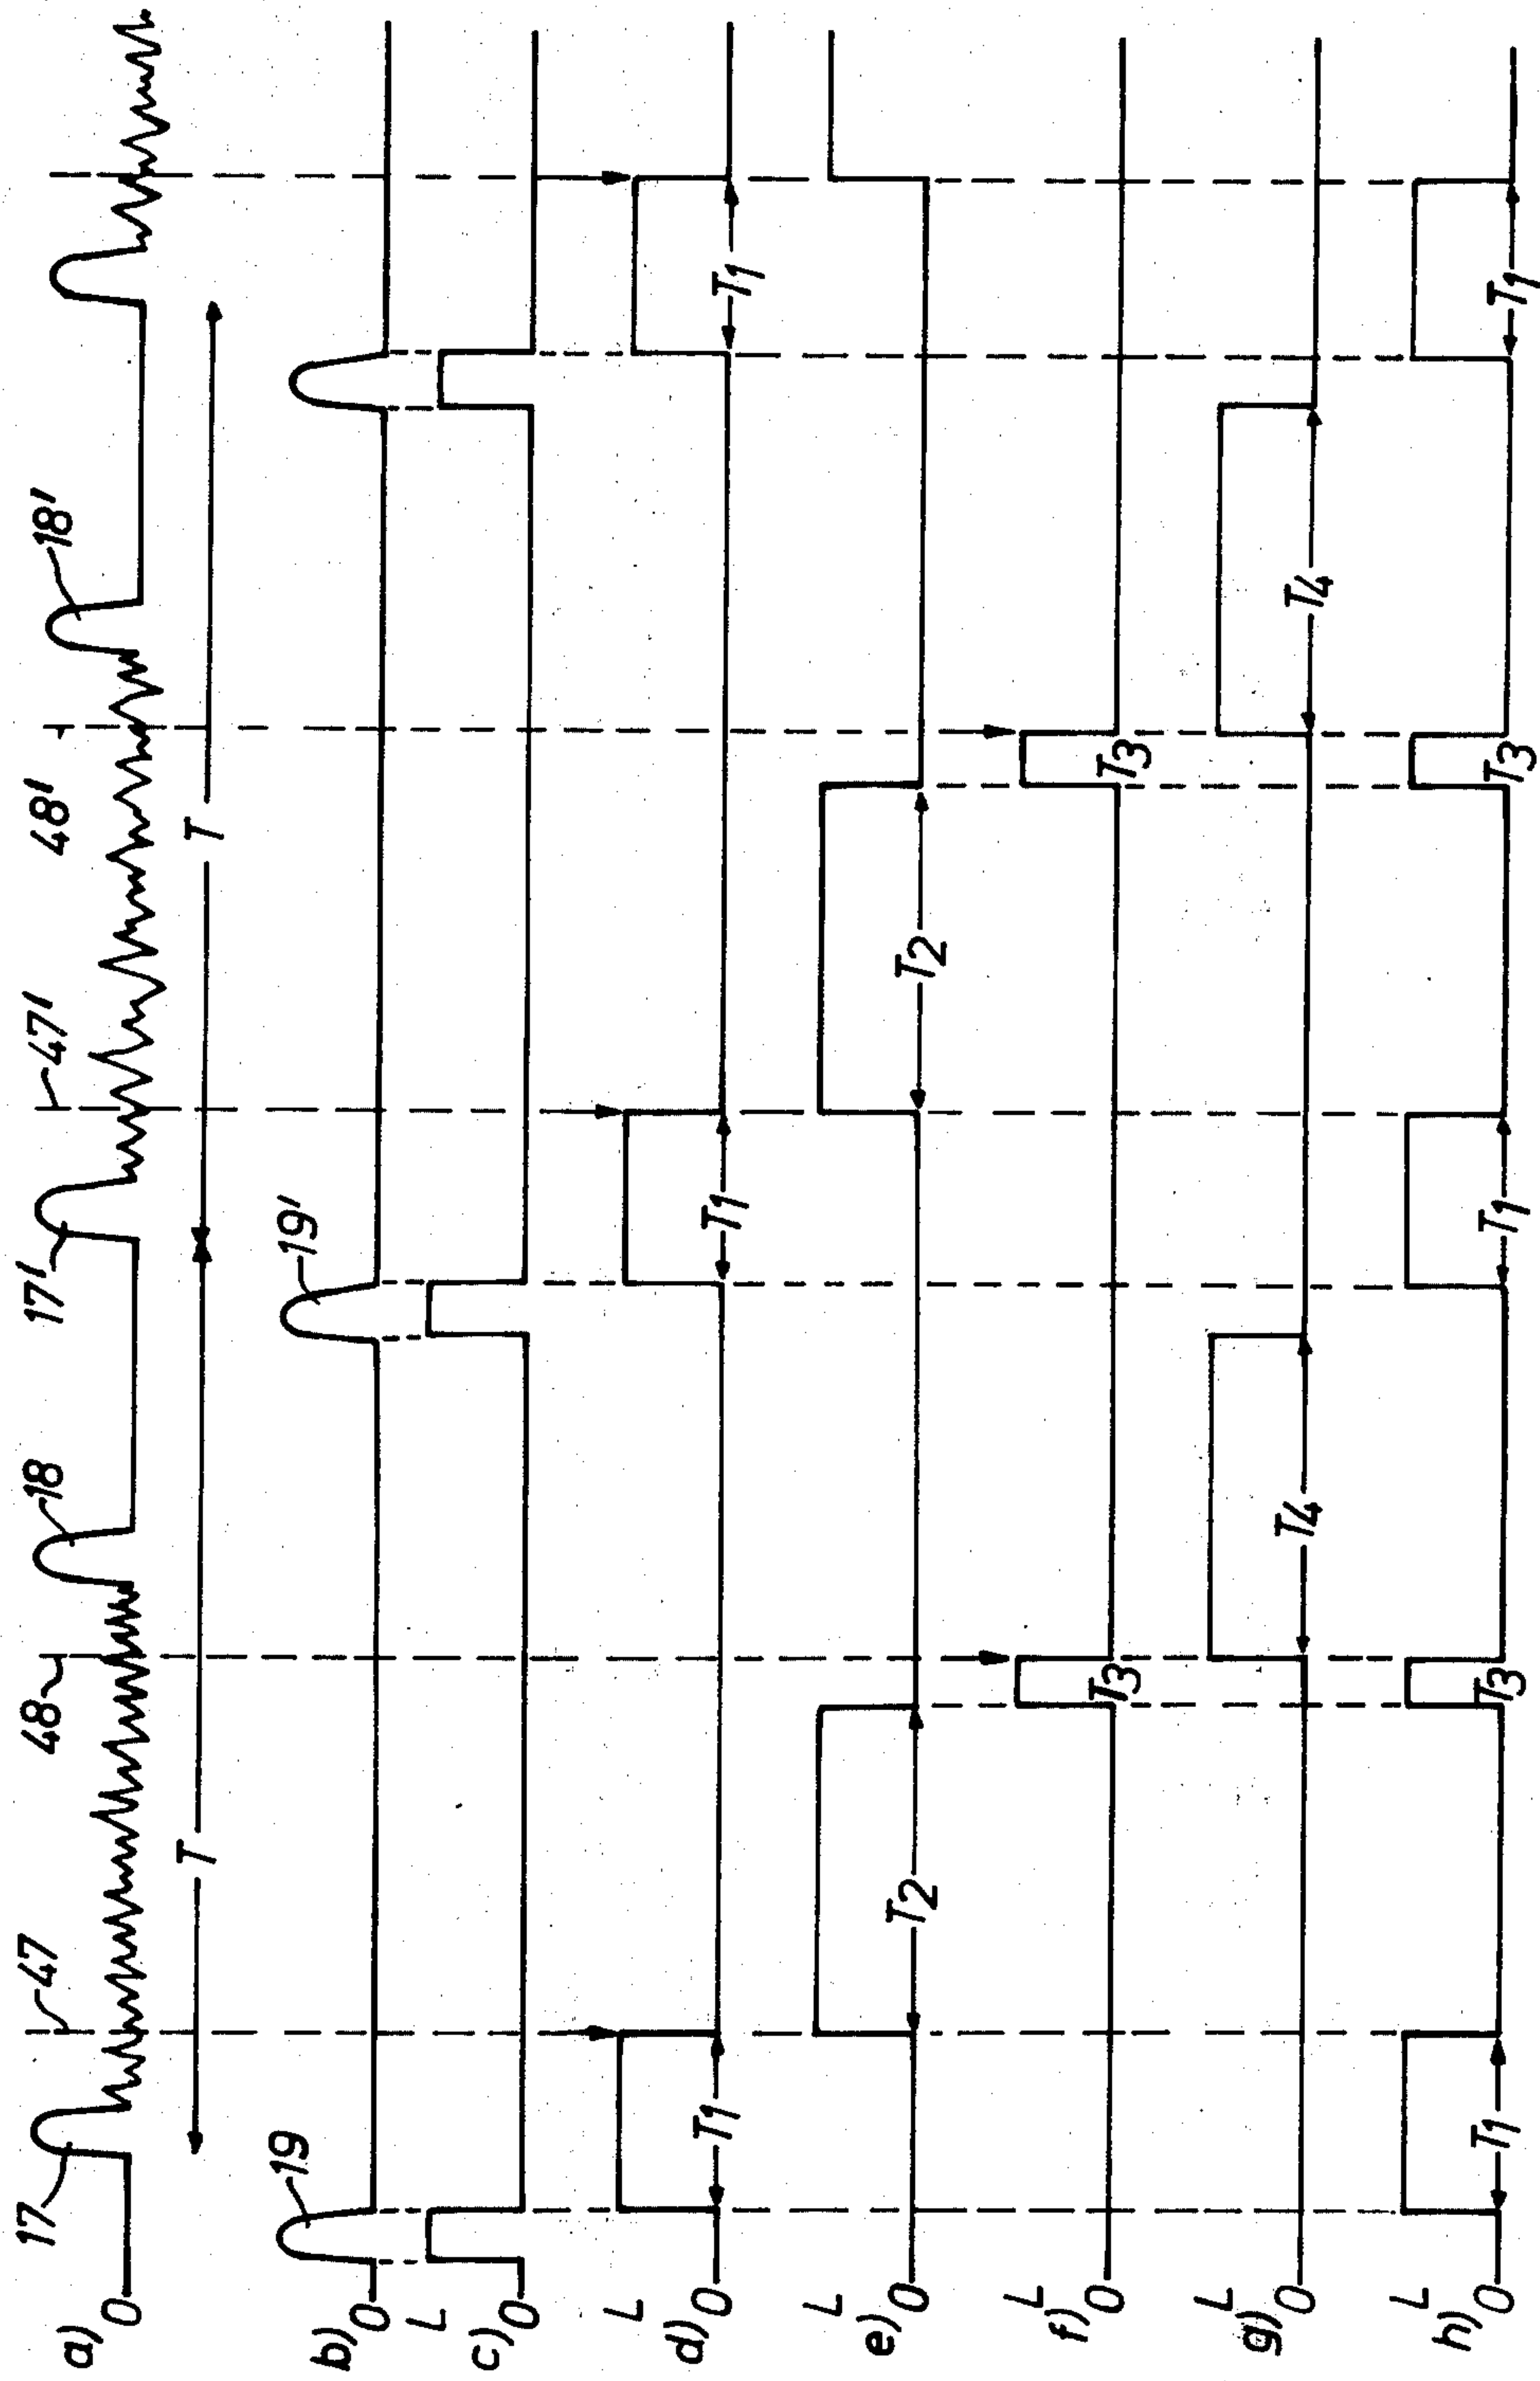 17 47 48 18 17' 47' 48' 18'
a) 0
T T
19 19'
b) 0
L
c) 0
L
d) 0 T1 T1 T1
L
e) 0 T2 T2
L
f) 0 T3 T3
L
g) 0 T4 T4
L
h) 0 T1 T3 T1 T3 T1